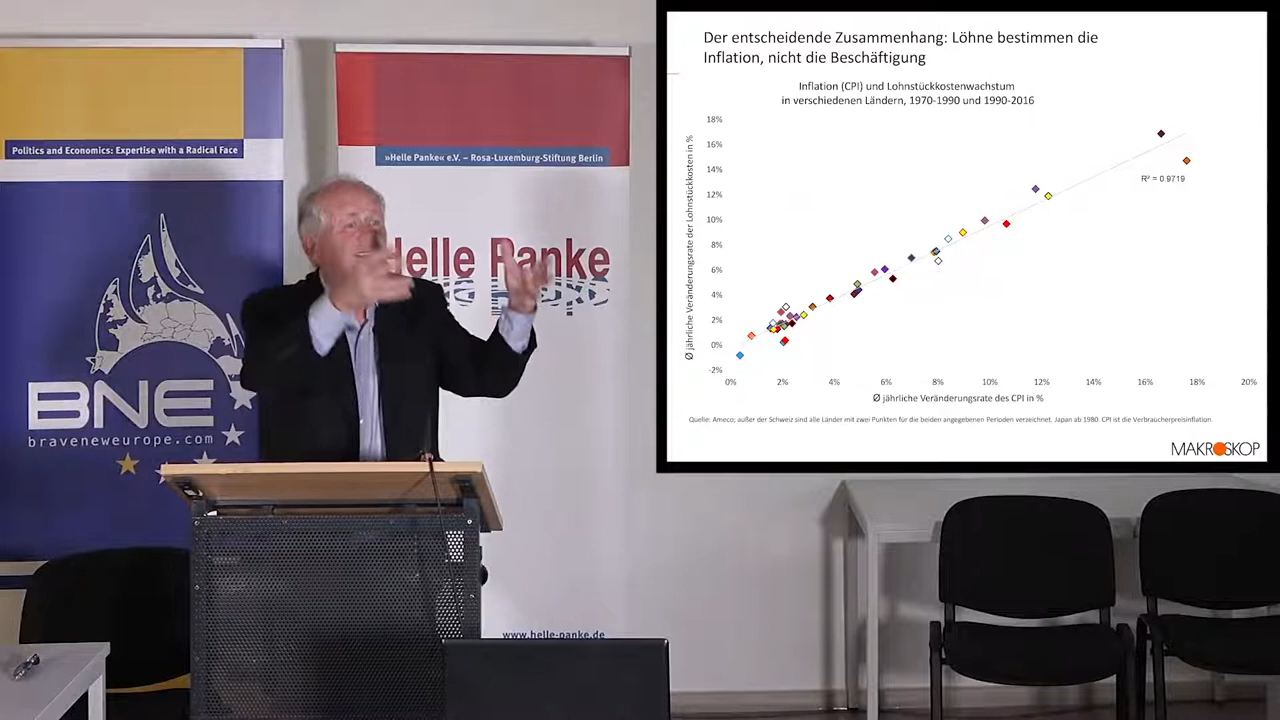 Politics and Economics: Expertise with a Radical Face
BNE
braveneweurope.com
»Helle Panke« e.V. – Rosa-Luxemburg-Stiftung Berlin
Helle Panke
www.helle-panke.de
Der entscheidende Zusammenhang: Löhne bestimmen die
Inflation, nicht die Beschäftigung
Inflation (CPI) und Lohnstückkostenwachstum
in verschiedenen Ländern, 1970-1990 und 1990-2016
Ø jährliche Veränderungsrate der Lohnstückkosten in %
18%
16%
14%
12%
10%
8%
6%
4%
2%
0%
-2%
R² = 0.9719
0% 2% 4% 6% 8% 10% 12% 14% 16% 18% 20%
Ø jährliche Veränderungsrate des CPI in %
Quelle: Ameco; außer der Schweiz sind alle Länder mit zwei Punkten für die beiden angegebenen Perioden verzeichnet. Japan ab 1980. CPI ist die Verbraucherpreisinflation.
MAKROSKOP